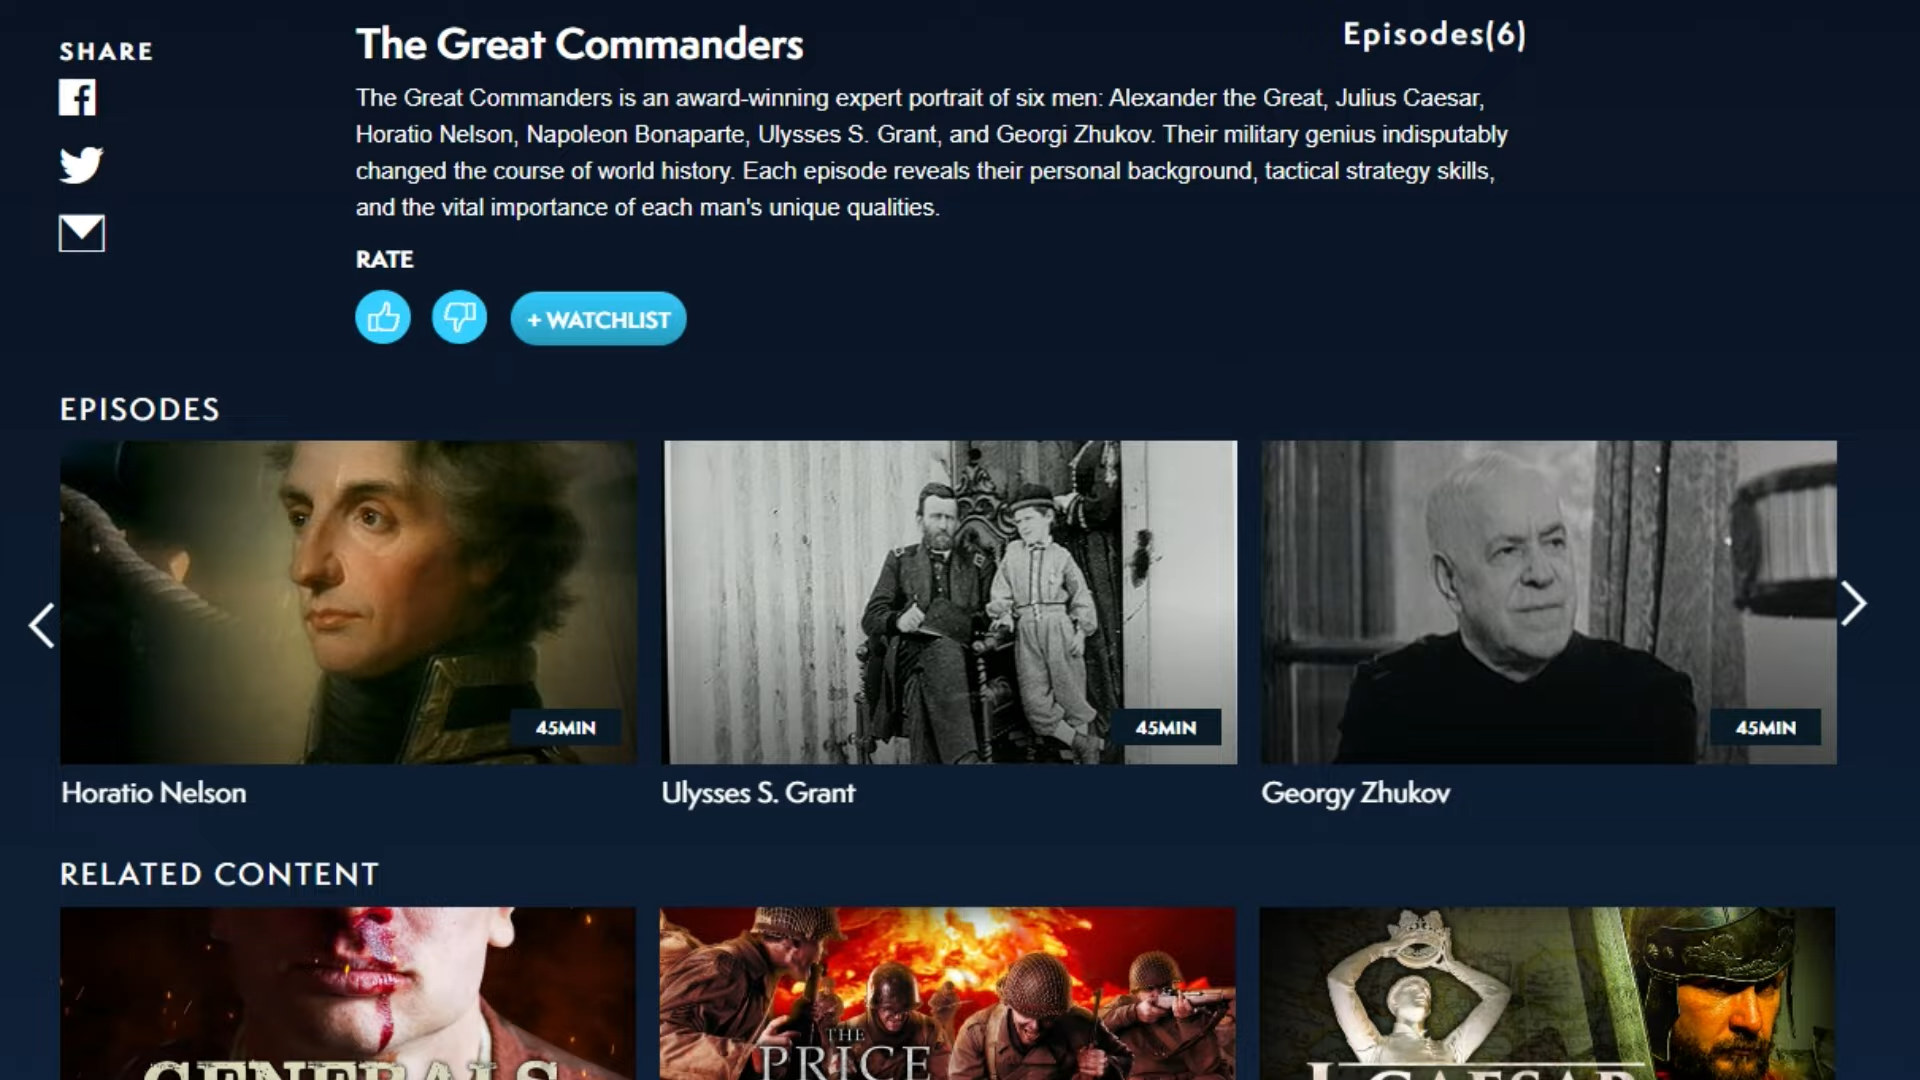 SHARE
The Great Commanders
Episodes(6)
The Great Commanders is an award-winning expert portrait of six men: Alexander the Great, Julius Caesar,
Horatio Nelson, Napoleon Bonaparte, Ulysses S. Grant, and Georgi Zhukov. Their military genius indisputably
changed the course of world history. Each episode reveals their personal background, tactical strategy skills,
and the vital importance of each man's unique qualities.
RATE
+ WATCHLIST
EPISODES
45MIN
45MIN
45MIN
Horatio Nelson
Ulysses S. Grant
Georgy Zhukov
RELATED CONTENT
GENERALS
THE
PRICE
I CAESAR